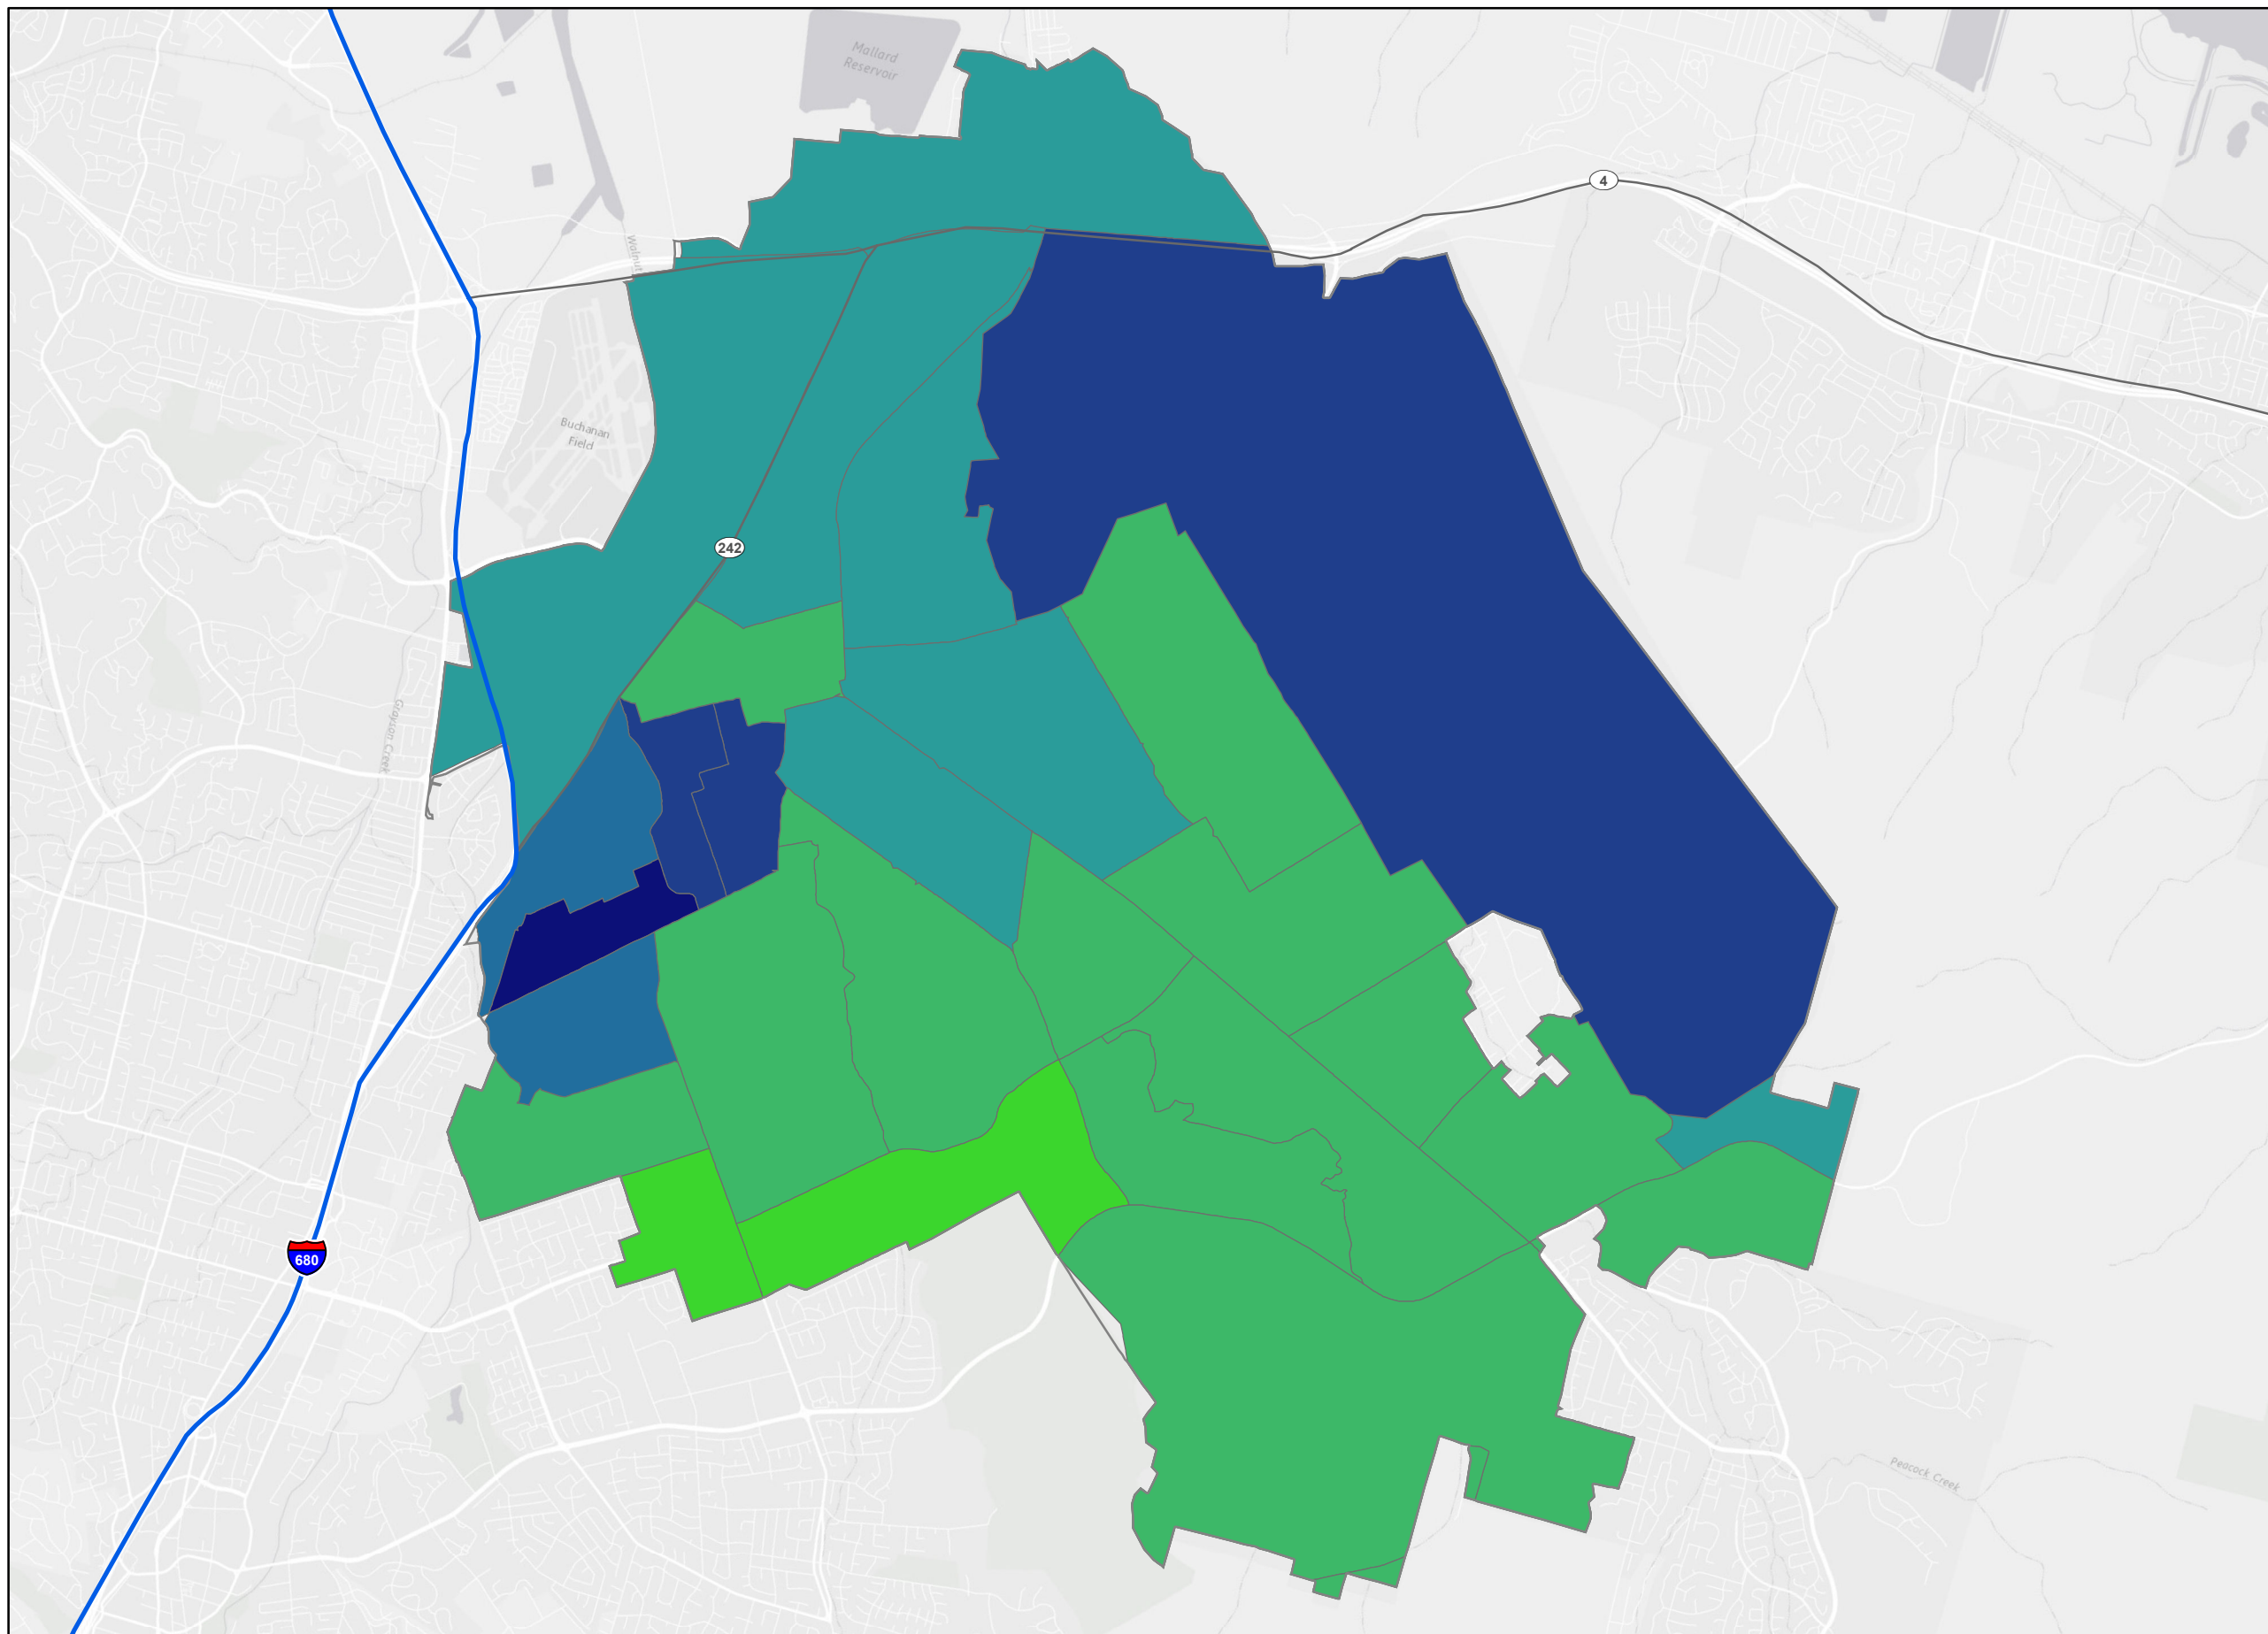 Mallard
Reservoir
4
Walnut
Buchanan
Field
242
Grayson Creek
680
Peacock Creek